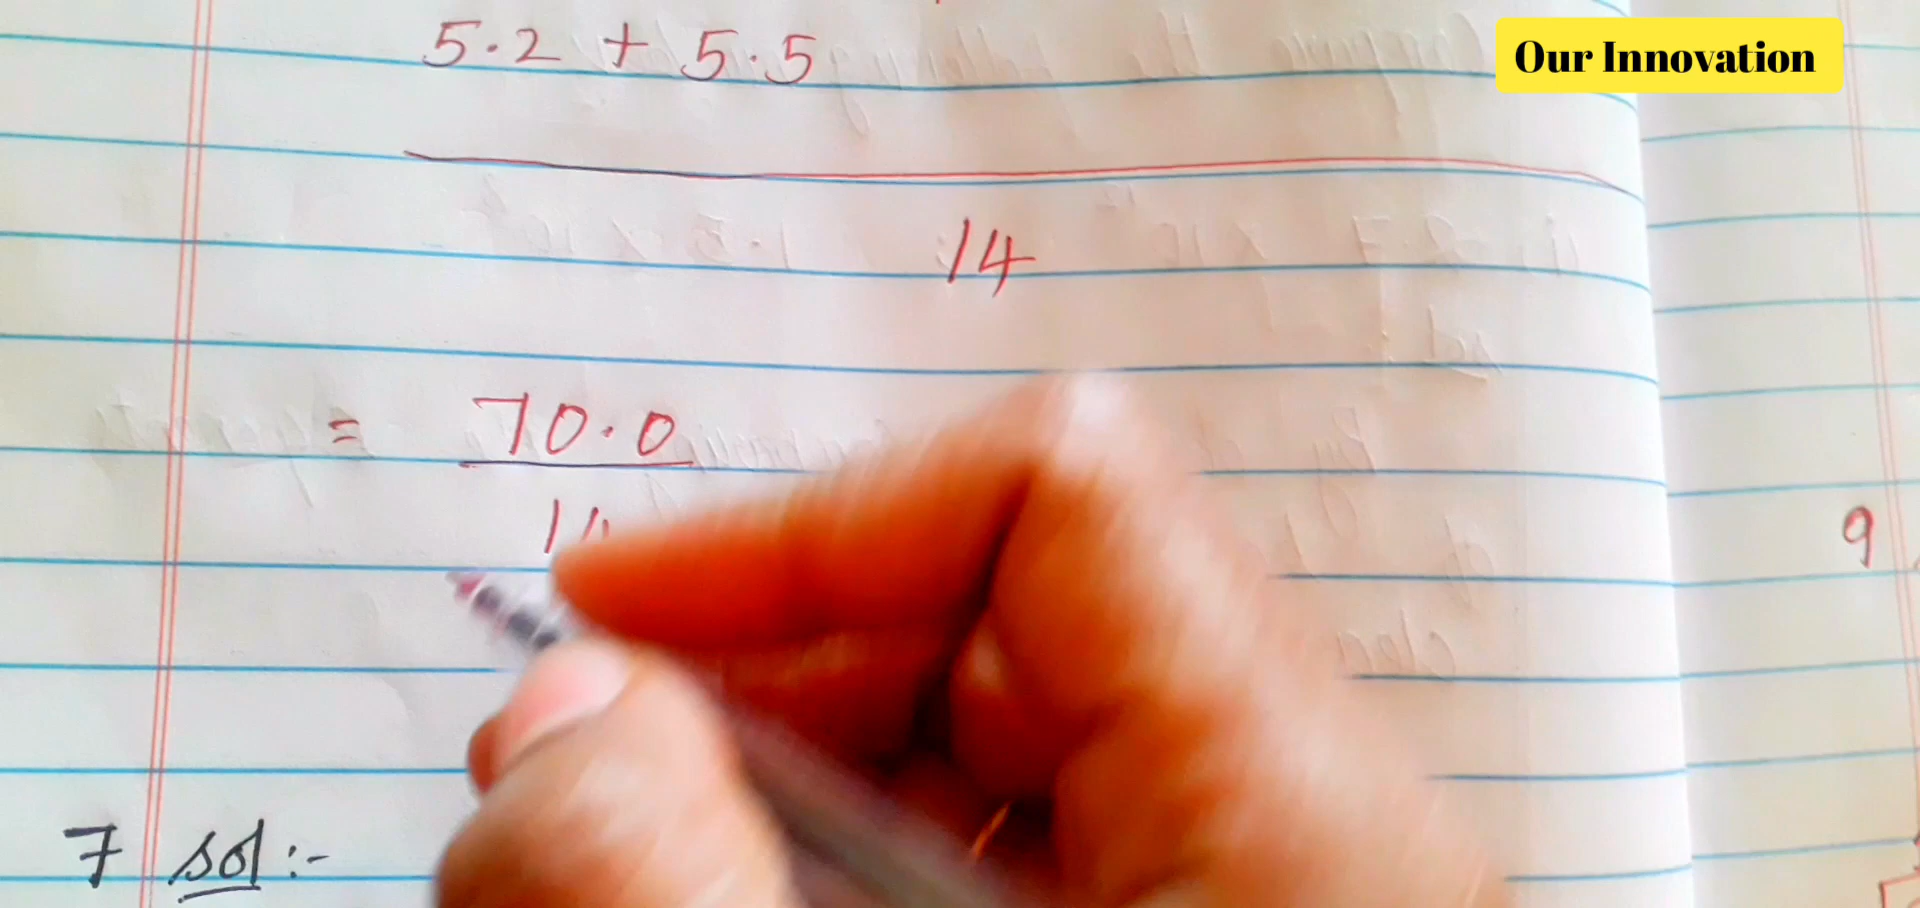 Our Innovation
5.2 + 5.5
14
= 70.0
9
7 sol:-